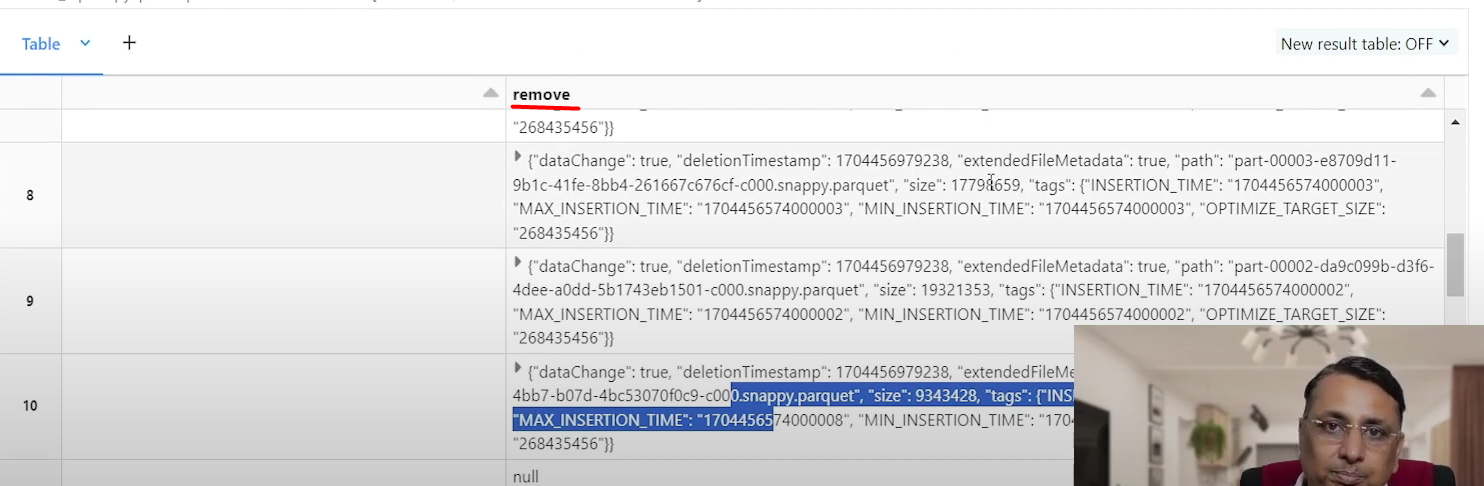 Table
New result table: OFF
remove
"268435456"}}
8
{"dataChange": true, "deletionTimestamp": 1704456979238, "extendedFileMetadata": true, "path": "part-00003-e8709d11-
9b1c-41fe-8bb4-261667c676cf-c000.snappy.parquet", "size": 17798659, "tags": {"INSERTION_TIME": "1704456574000003",
"MAX_INSERTION_TIME": "1704456574000003", "MIN_INSERTION_TIME": "1704456574000003", "OPTIMIZE_TARGET_SIZE":
"268435456"}}
9
{"dataChange": true, "deletionTimestamp": 1704456979238, "extendedFileMetadata": true, "path": "part-00002-da9c099b-d3f6-
4dee-a0dd-5b1743eb1501-c000.snappy.parquet", "size": 19321353, "tags": {"INSERTION_TIME": "1704456574000002",
"MAX_INSERTION_TIME": "1704456574000002", "MIN_INSERTION_TIME": "1704456574000002", "OPTIMIZE_TARGET_SIZE":
"268435456"}}
10
{"dataChange": true, "deletionTimestamp": 1704456979238, "extendedFileMe
4bb7-b07d-4bc53070f0c9-c000.snappy.parquet", "size": 9343428, "tags": {"INS
"MAX_INSERTION_TIME": "1704456574000008", "MIN_INSERTION_TIME": "170
"268435456"}}
null